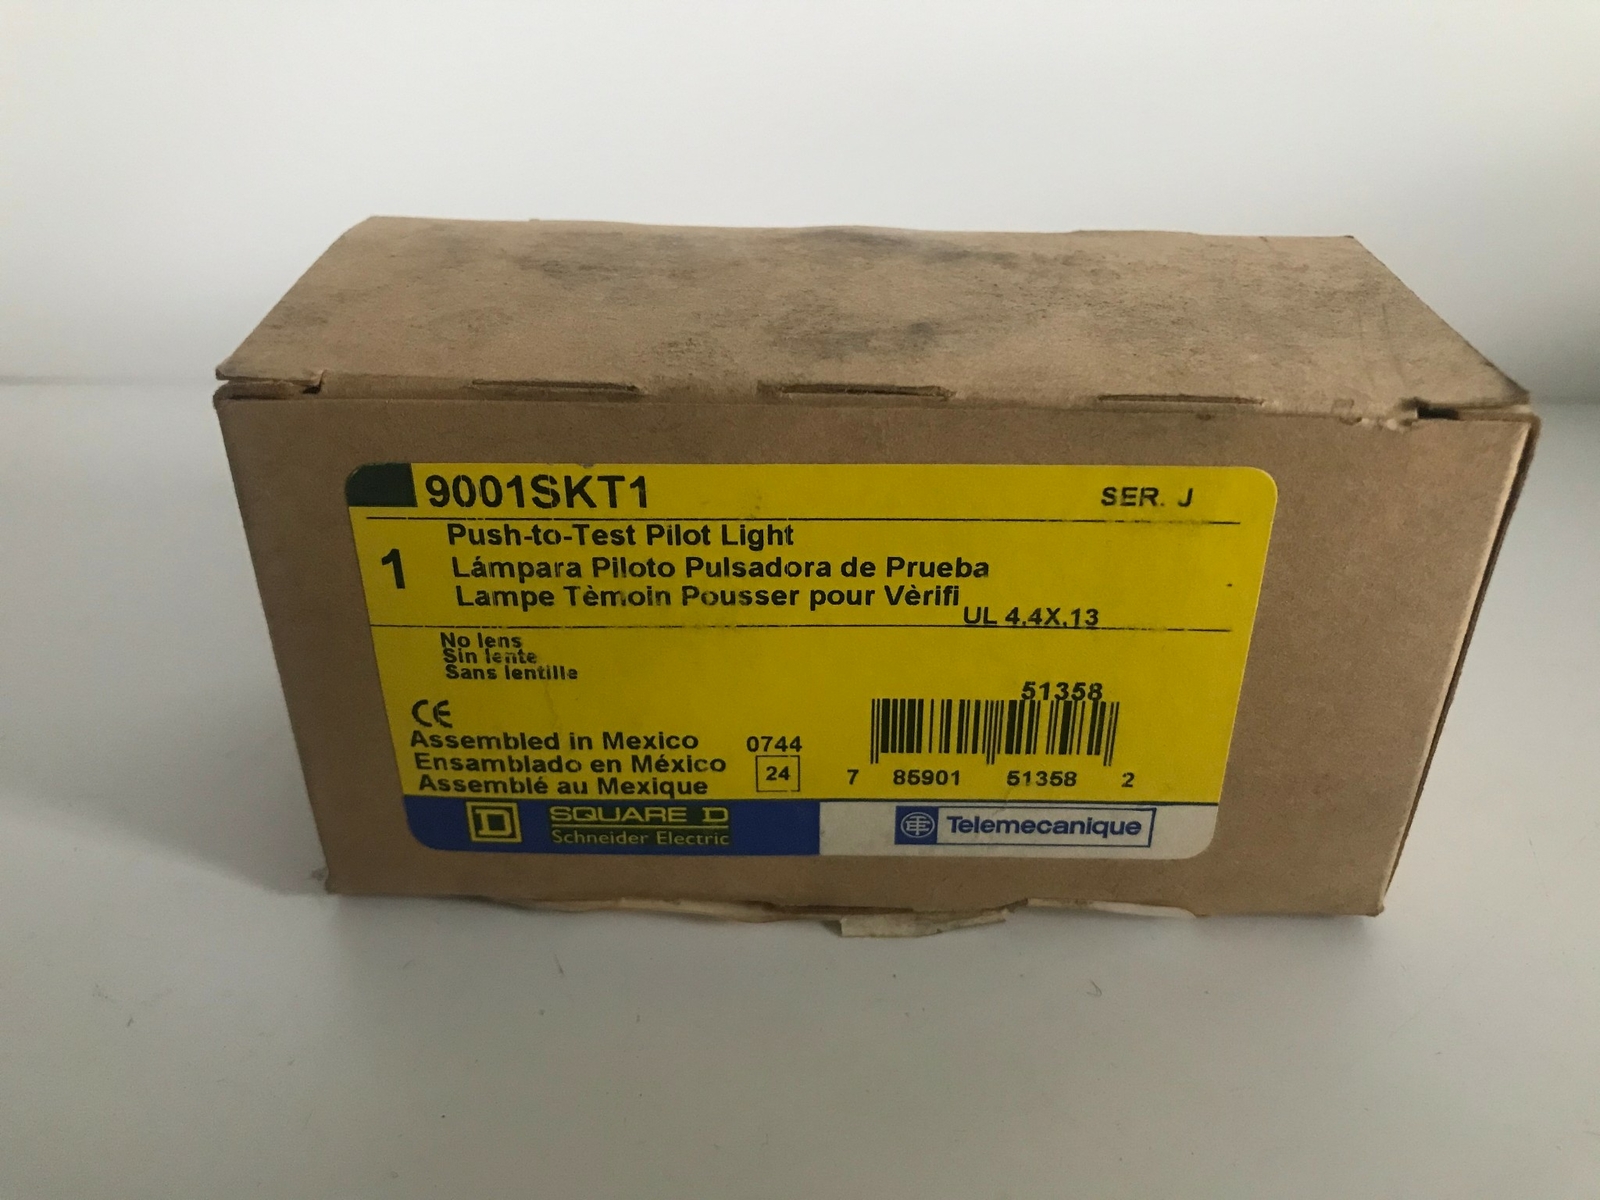 9001SKT1
SER. J
1
Push-to-Test Pilot Light
Lámpara Piloto Pulsadora de Prueba
Lampe Tèmoin Pousser pour Vèrifi
UL 4,4X,13
No lens
Sin lente
Sans lentille
51358
CE
Assembled in Mexico
Ensamblado en México
Assemblé au Mexique
0744
24
7 85901 51358 2
D SQUARE D
Schneider Electric
TE Telemecanique